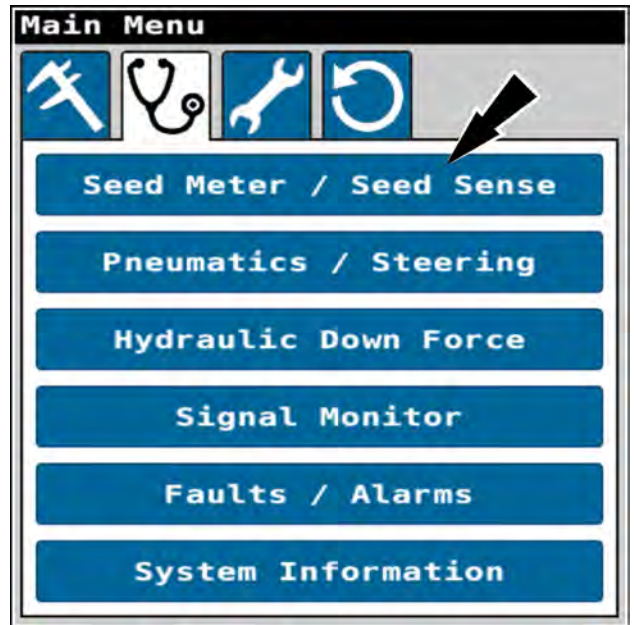 Main Menu
Seed Meter / Seed Sense
Pneumatics / Steering
Hydraulic Down Force
Signal Monitor
Faults / Alarms
System Information